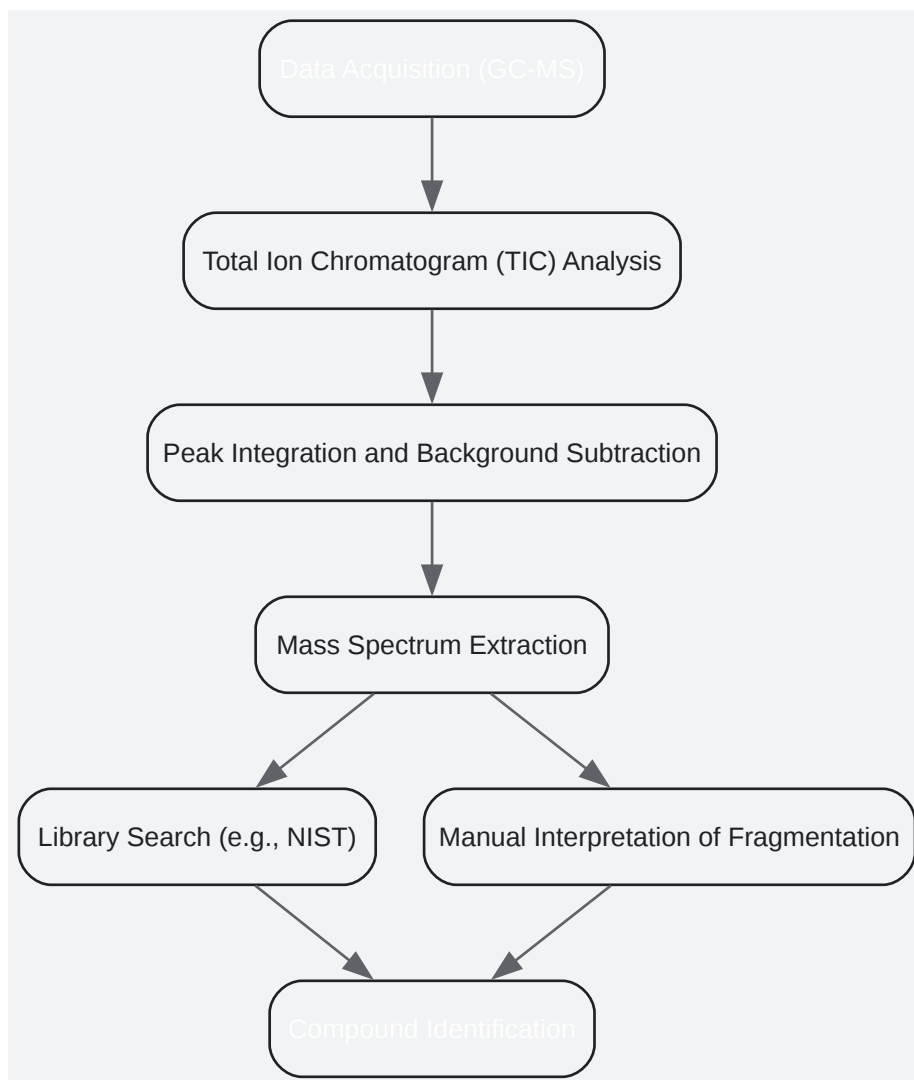 Data Acquisition (GC-MS)
Total Ion Chromatogram (TIC) Analysis
Peak Integration and Background Subtraction
Mass Spectrum Extraction
Library Search (e.g., NIST)
Manual Interpretation of Fragmentation
Compound Identification